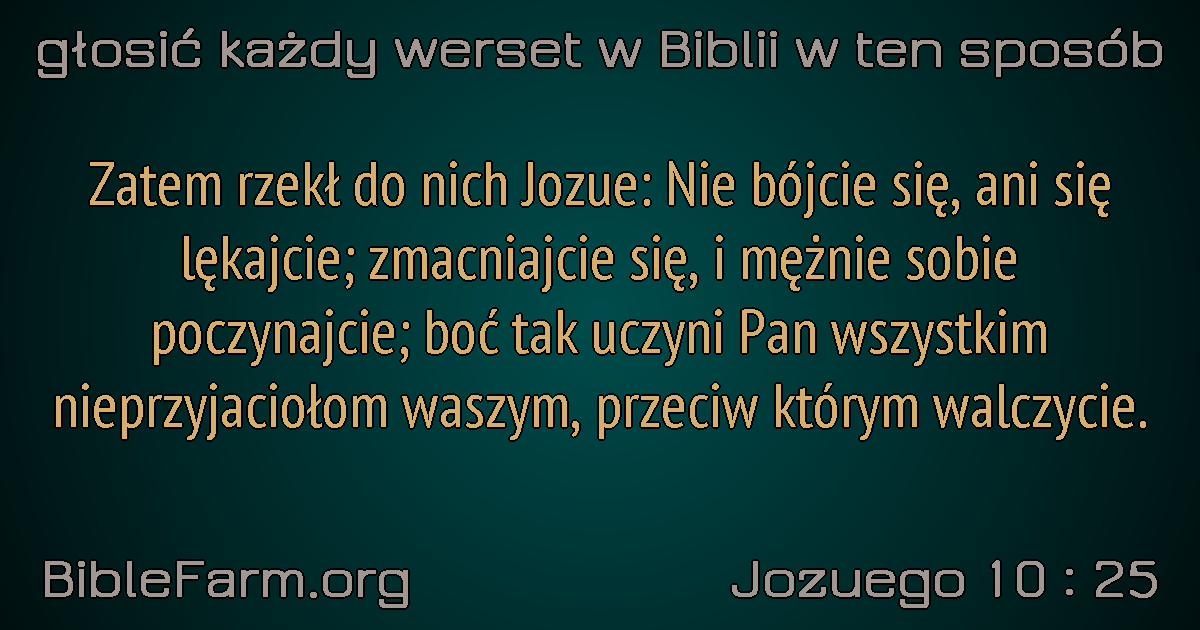 głosić każdy werset w Biblii w ten sposób
Zatem rzekł do nich Jozue: Nie bójcie się, ani się
lękajcie; zmacniajcie się, i mężnie sobie
poczynajcie; boć tak uczyni Pan wszystkim
nieprzyjaciołom waszym, przeciw którym walczycie.
BibleFarm.org
Jozuego 10 : 25